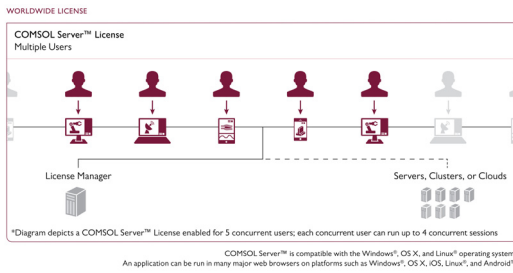 WORLDWIDE LICENSE
COMSOL Server™ License
Multiple Users
License Manager
Servers, Clusters, or Clouds
*Diagram depicts a COMSOL Server™ License enabled for 5 concurrent users; each concurrent user can run up to 4 concurrent sessions
COMSOL Server™ is compatible with the Windows®, OS X, and Linux® operating system
An application can be run in many major web browsers on platforms such as Windows®, OS X, iOS, Linux®, and Android™